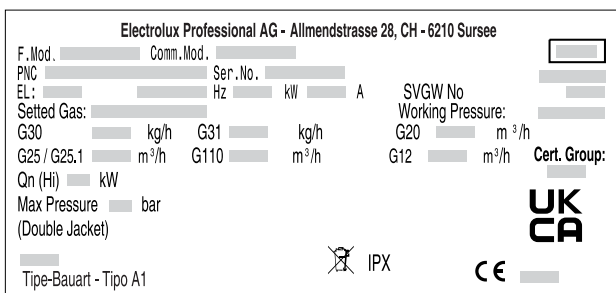 Electrolux Professional AG - Allmendstrasse 28, CH - 6210 Sursee
F.Mod. Comm.Mod.
PNC Ser.No.
EL: Hz kW A SVGW No
Setted Gas: Working Pressure:
G30 kg/h G31 kg/h G20 m³/h
G25 / G25.1 m³/h G110 m³/h G12 m³/h Cert. Group:
Qn (Hi) kW
Max Pressure bar
(Double Jacket)
UK
CA
IPX CE
Tipe-Bauart - Tipo A1